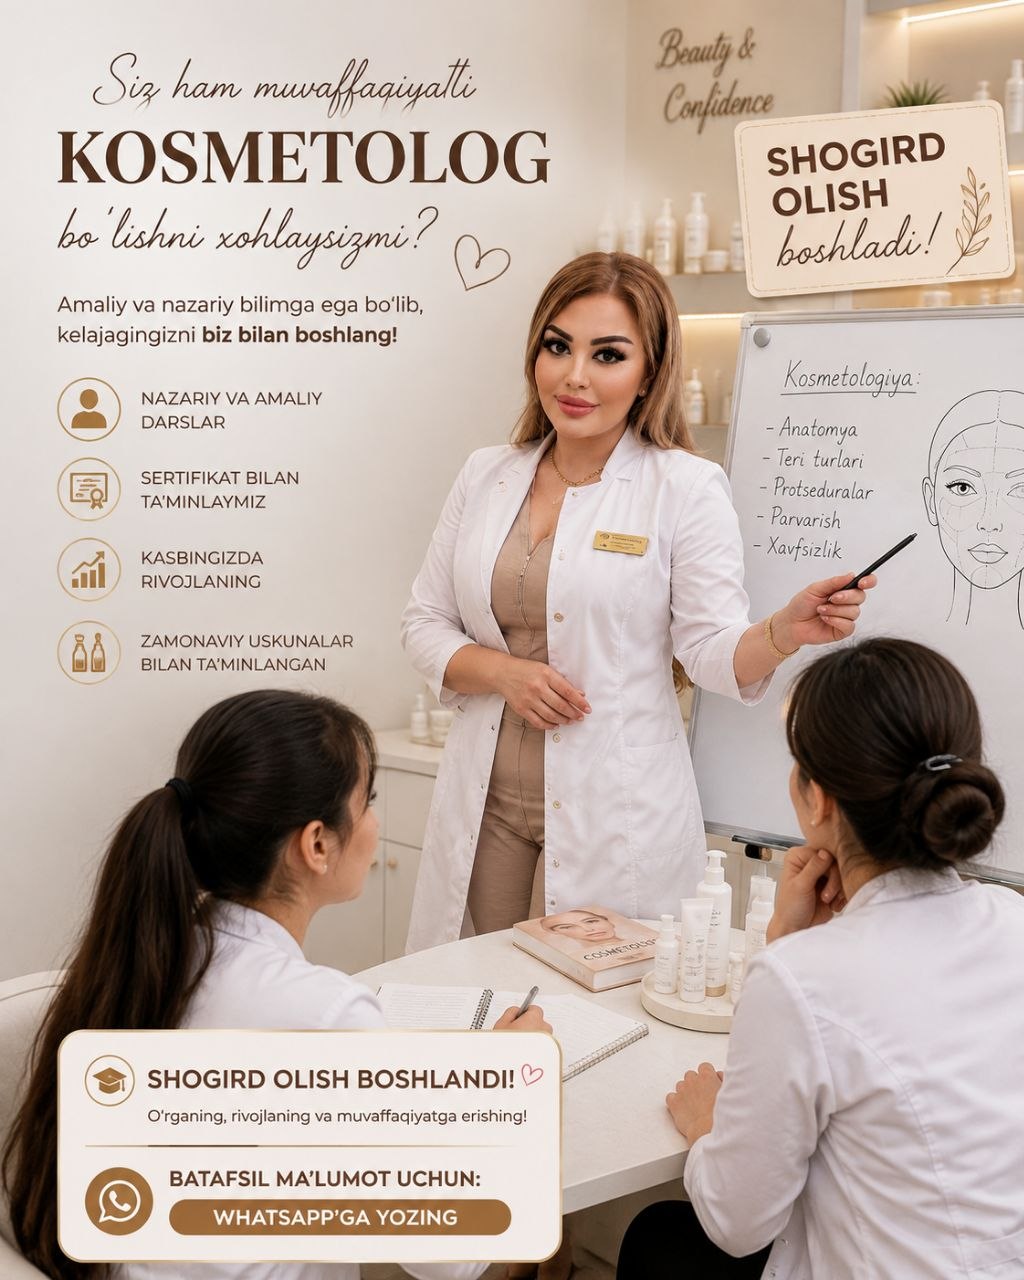 Siz ham muvaffaqiyatli
KOSMETOLOG
bo‘lishni xohlaysizmi?
Amaliy va nazariy bilimga ega bo‘lib,
kelajagingizni biz bilan boshlang!
NAZARIY VA AMALIY
DARSLAR
SERTIFIKAT BILAN
TA’MINLAYMIZ
KASBINGIZDA
RIVOJLANING
ZAMONAVIY USKUNALAR
BILAN TA’MINLANGAN
Beauty &
Confidence
SHOGIRD
OLISH
boshladi!
Kosmetologiya:
- Anatomya
- Teri turlari
- Protseduralar
- Parvarish
- Xavfsizlik
SHOGIRD OLISH BOSHLANDI!
O‘rganing, rivojlaning va muvaffaqiyatga erishing!
BATAFSIL MA’LUMOT UCHUN:
WHATSAPP’GA YOZING